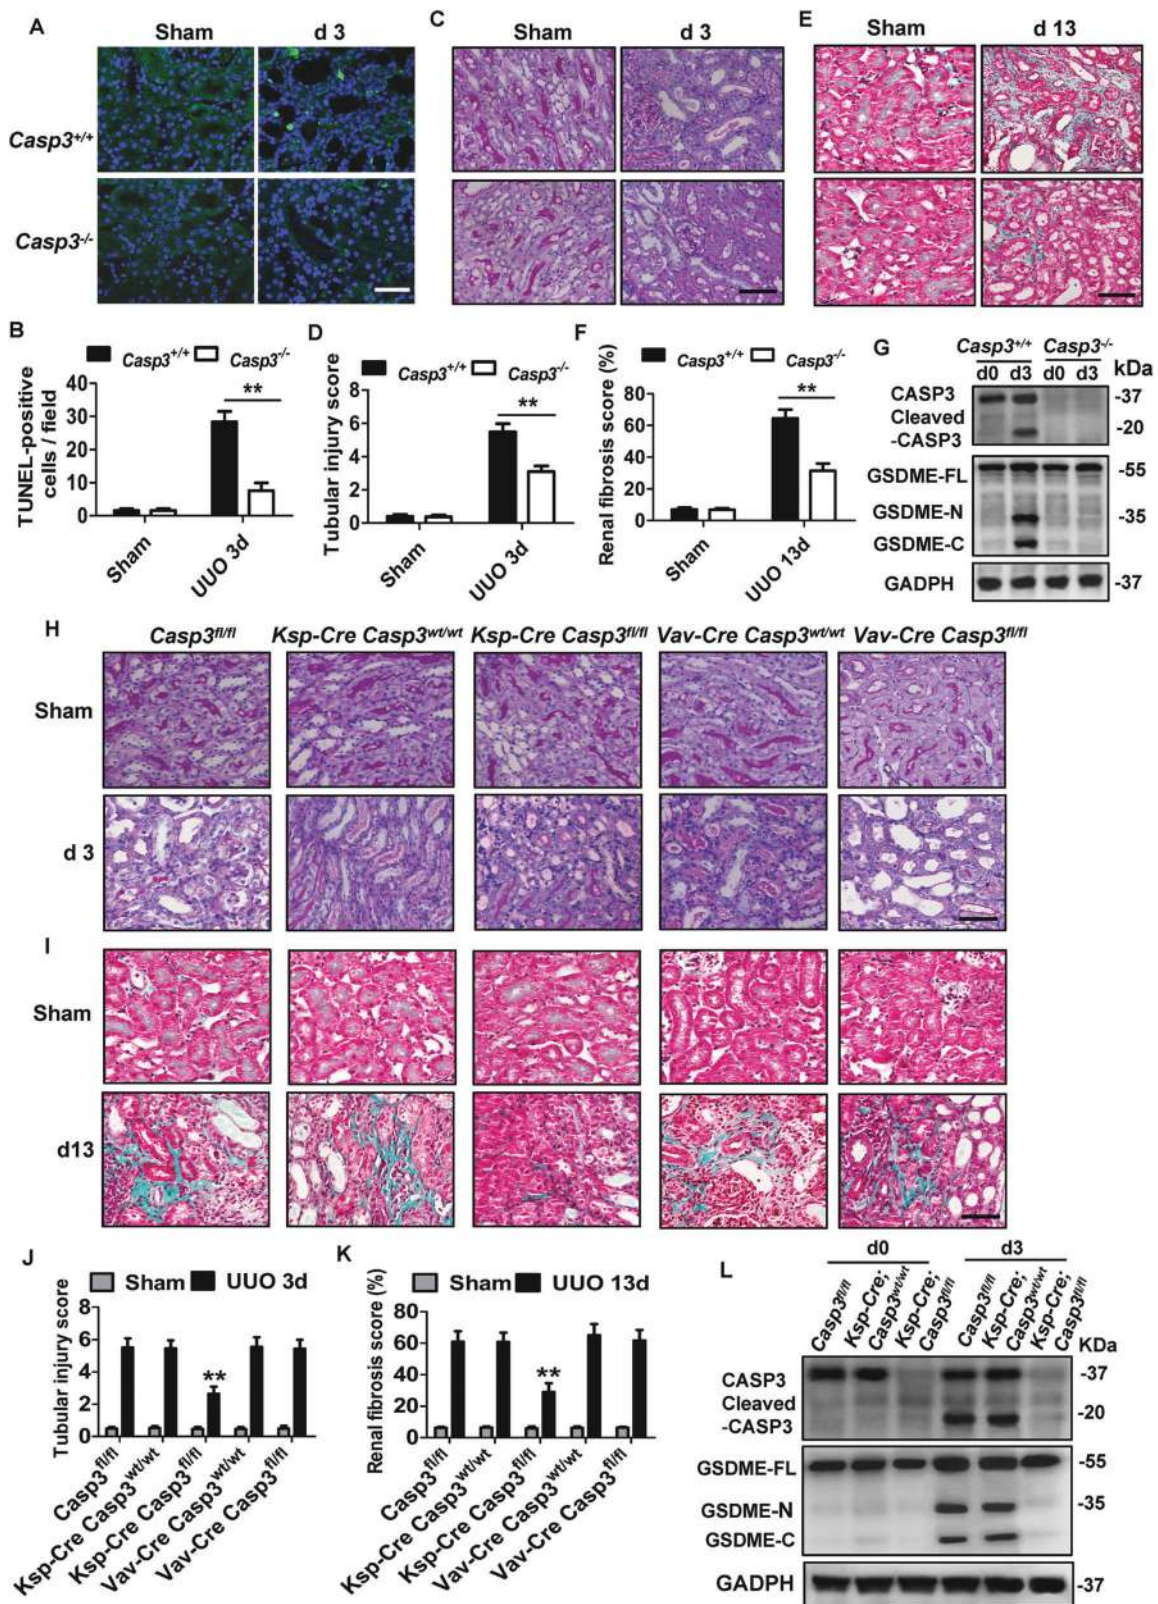 A
Sham
d 3
Casp3+/+
Casp3-/-
C
Sham
d 3
E
Sham
d 13
B
Casp3+/+
Casp3-/-
TUNEL-positive
cells / field
40
30
20
10
0
**
Sham
UUO 3d
D
Casp3+/+
Casp3-/-
Tubular injury score
8
6
4
2
0
**
Sham
UUO 3d
F
Casp3+/+
Casp3-/-
Renal fibrosis score (%)
80
60
40
20
0
**
Sham
UUO 13d
G
Casp3+/+ Casp3-/-
d0 d3 d0 d3 kDa
CASP3
-37
Cleaved
-CASP3
-20
GSDME-FL
-55
GSDME-N
-35
GSDME-C
GADPH
-37
H
Casp3fl/fl
Ksp-Cre Casp3wt/wt
Ksp-Cre Casp3fl/fl
Vav-Cre Casp3wt/wt
Vav-Cre Casp3fl/fl
Sham
d 3
I
Sham
d13
J
Sham
UUO 3d
Tubular injury score
8
6
4
2
0
**
Casp3fl/fl
Ksp-Cre Casp3wt/wt
Ksp-Cre Casp3fl/fl
Vav-Cre Casp3wt/wt
Vav-Cre Casp3fl/fl
K
Sham
UUO 13d
Renal fibrosis score (%)
100
80
60
40
20
0
**
Casp3fl/fl
Ksp-Cre Casp3wt/wt
Ksp-Cre Casp3fl/fl
Vav-Cre Casp3wt/wt
Vav-Cre Casp3fl/fl
L
d0
d3
Casp3fl/fl
Ksp-Cre;
Casp3wt/wt
Ksp-Cre;
Casp3fl/fl
Casp3fl/fl
Ksp-Cre;
Casp3wt/wt
Ksp-Cre;
Casp3fl/fl
KDa
CASP3
-37
Cleaved
-CASP3
-20
GSDME-FL
-55
GSDME-N
-35
GSDME-C
GADPH
-37